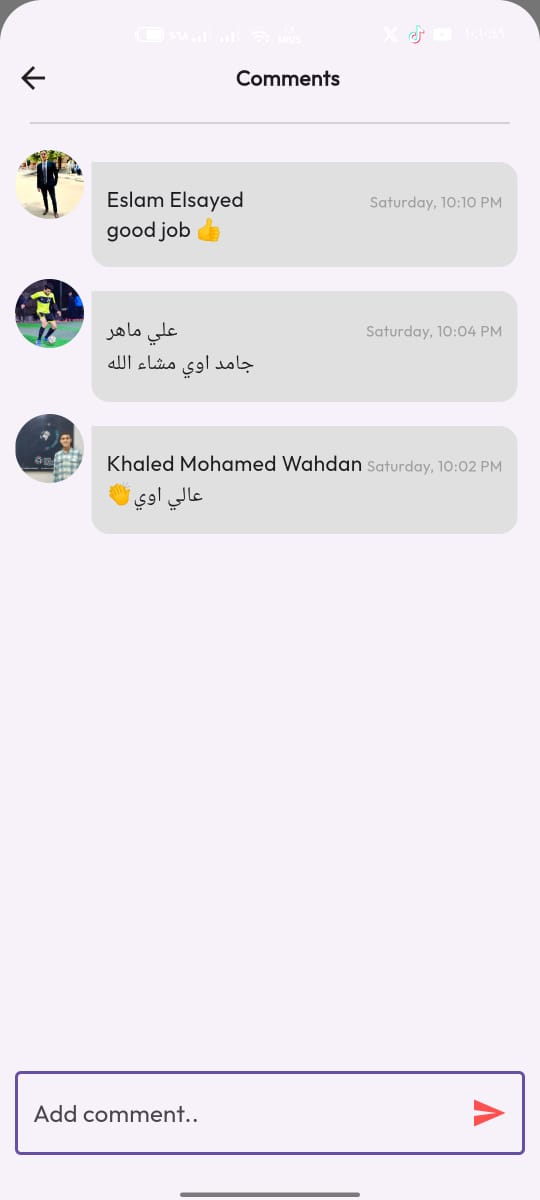 Comments
Eslam Elsayed
Saturday, 10:10 PM
good job 👍
علي ماهر
Saturday, 10:04 PM
جامد اوي مشاء الله
Khaled Mohamed Wahdan
Saturday, 10:02 PM
👏عالي اوي
Add comment..